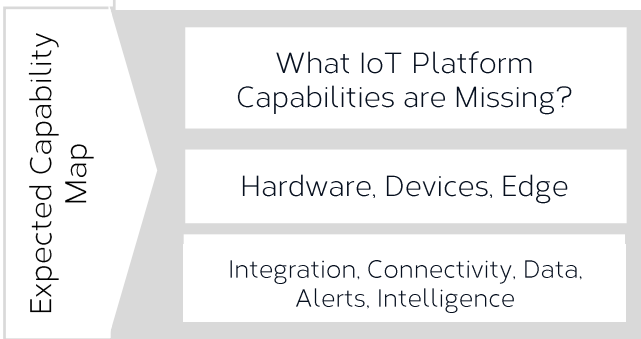 Expected Capability
Map
What IoT Platform
Capabilities are Missing?
Hardware, Devices, Edge
Integration, Connectivity, Data,
Alerts, Intelligence